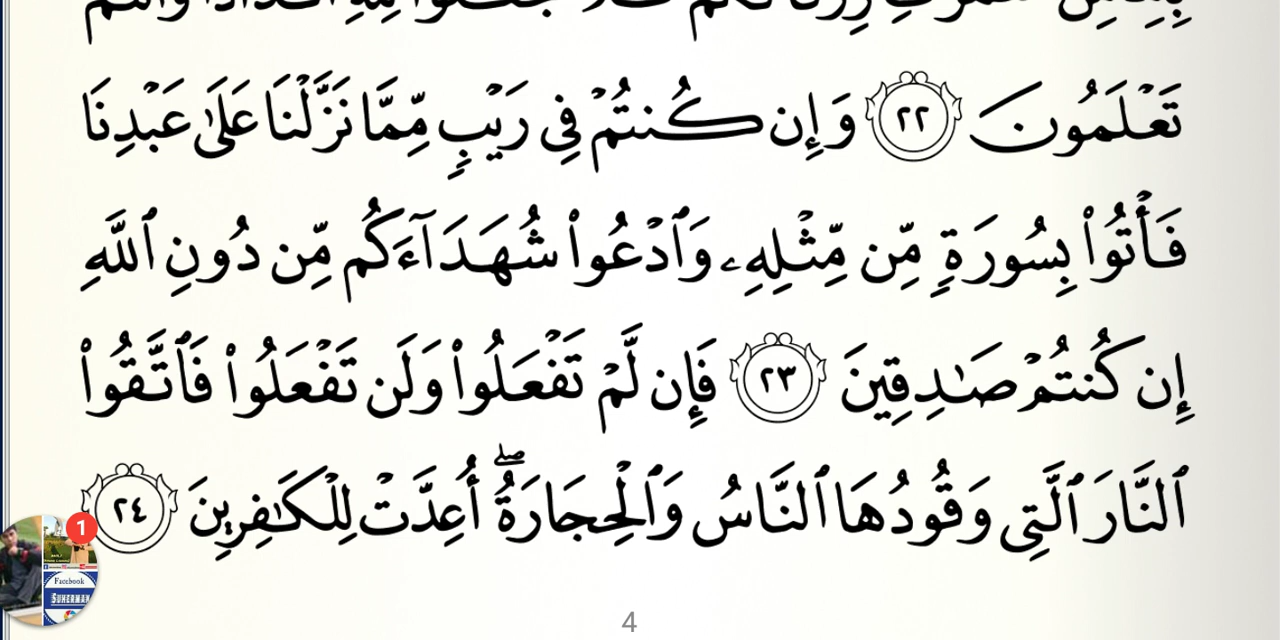 تَعْلَمُونَ ٢٢ وَإِن كُنتُمْ فِى رَيْبٍ مِّمَّا نَزَّلْنَا عَلَىٰ عَبْدِنَا
فَأْتُوا۟ بِسُورَةٍ مِّن مِّثْلِهِۦ وَٱدْعُوا۟ شُهَدَآءَكُم مِّن دُونِ ٱللَّهِ
إِن كُنتُمْ صَـٰدِقِينَ ٢٣ فَإِن لَّمْ تَفْعَلُوا۟ وَلَن تَفْعَلُوا۟ فَٱتَّقُوا۟
ٱلنَّارَ ٱلَّتِى وَقُودُهَا ٱلنَّاسُ وَٱلْحِجَارَةُ ۖ أُعِدَّتْ لِلْكَـٰفِرِينَ ٢٤
1
Facebook
SUHERMAN
4